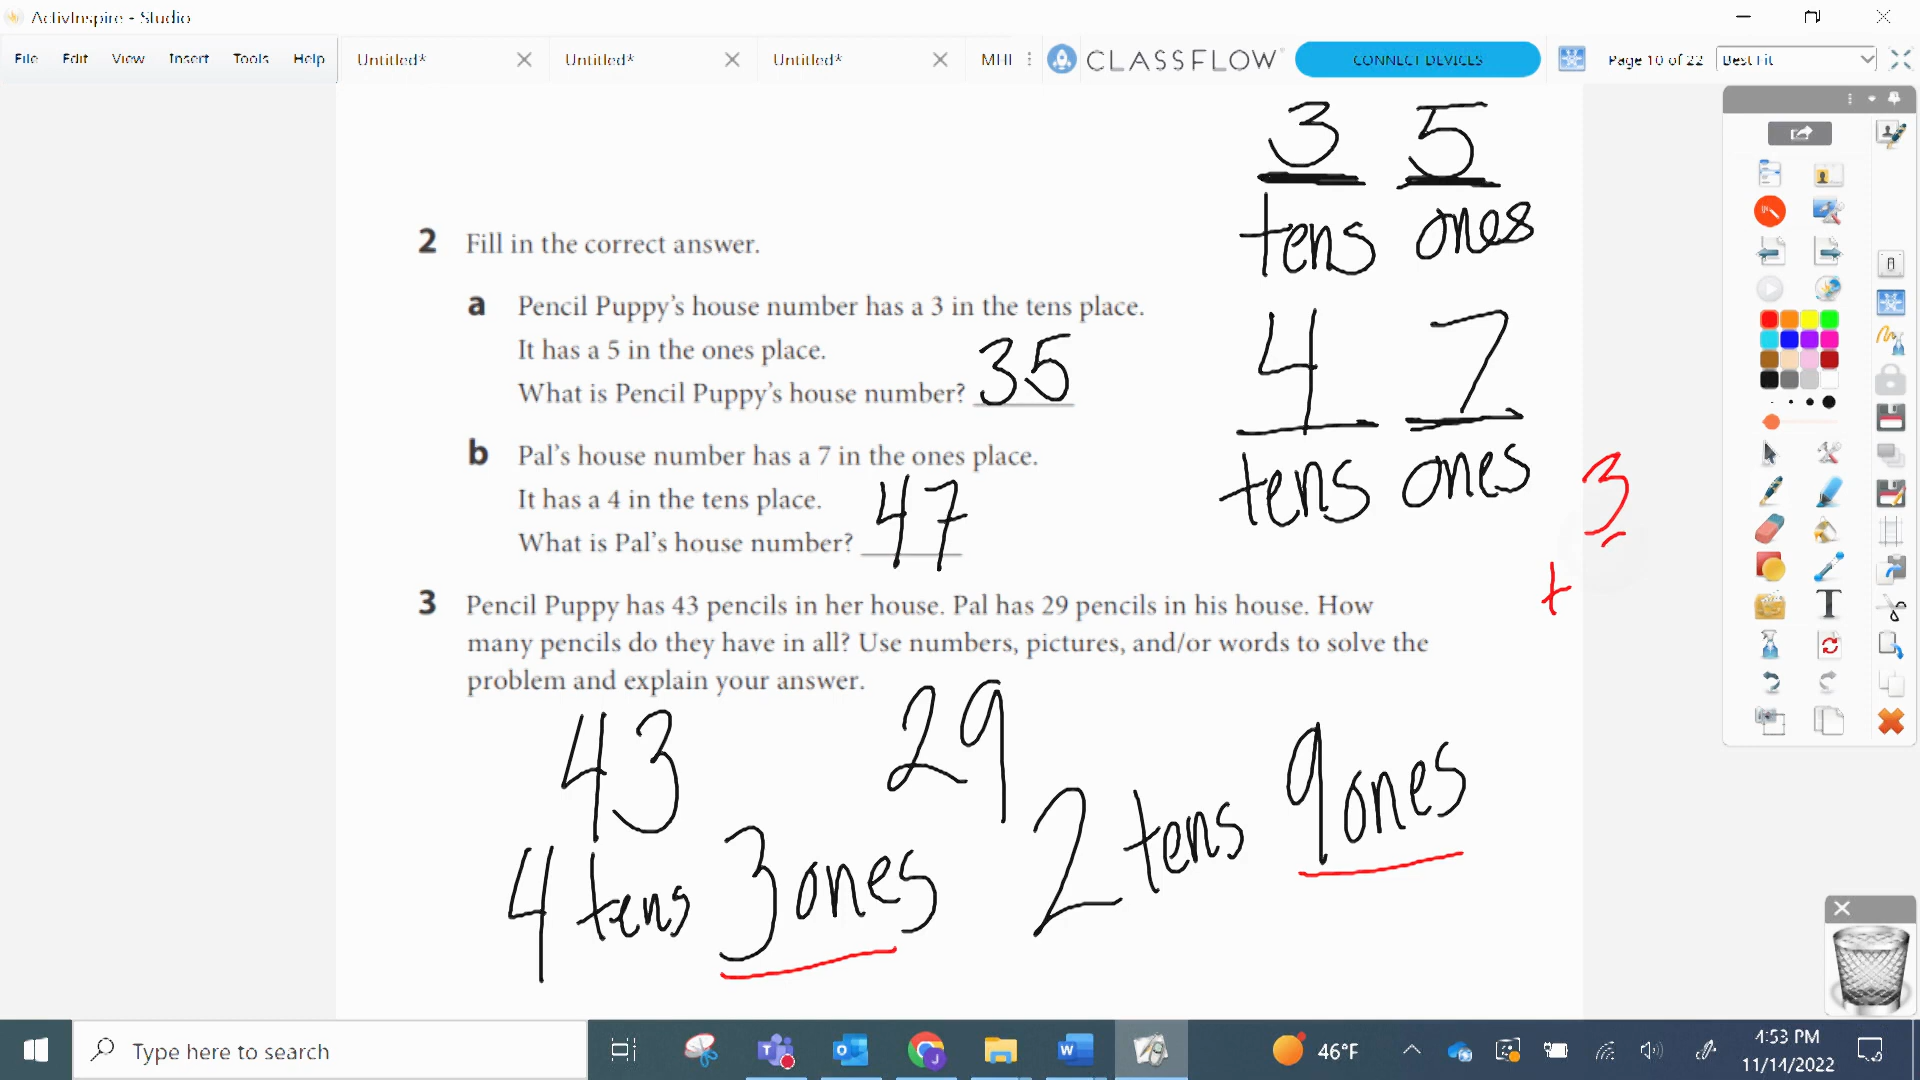 ActivInspire - Studio
File Edit View Insert Tools Help Untitled* Untitled* Untitled* MHI CLASSFLOW CONNECT DEVICES Page 10 of 22 Best Fit
3 5
tens ones
2 Fill in the correct answer.
a Pencil Puppy's house number has a 3 in the tens place.
It has a 5 in the ones place.
What is Pencil Puppy's house number? 35
4 7
tens ones
b Pal's house number has a 7 in the ones place.
It has a 4 in the tens place.
What is Pal's house number? 47
3
+
3 Pencil Puppy has 43 pencils in her house. Pal has 29 pencils in his house. How
many pencils do they have in all? Use numbers, pictures, and/or words to solve the
problem and explain your answer.
43 29
4 tens 3 ones 2 tens 9 ones
Type here to search
46°F
4:53 PM
11/14/2022